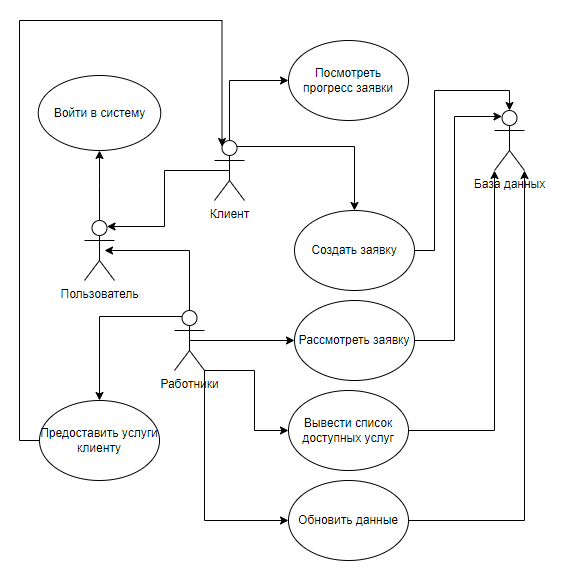 Посмотреть
прогресс заявки
Войти в систему
База данных
Клиент
Создать заявку
Пользователь
Рассмотреть заявку
Работники
Вывести список
доступных услуг
Предоставить услуги
клиенту
Обновить данные